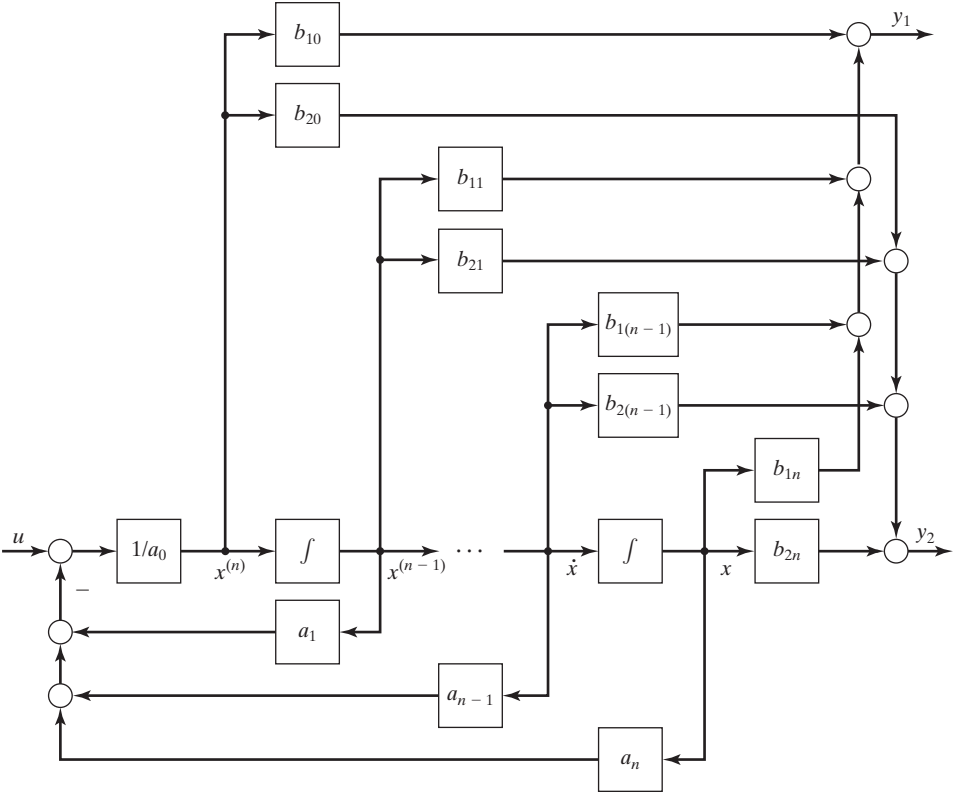 b₁₀
y₁
b₂₀
b₁₁
b₂₁
b₁₍ₙ ₋ ₁₎
b₂₍ₙ ₋ ₁₎
b₁ₙ
u
1/a₀
x⁽ⁿ⁾
∫
x⁽ⁿ ⁻ ¹⁾
···
ẋ
∫
x
b₂ₙ
y₂
−
a₁
aₙ ₋ ₁
aₙ